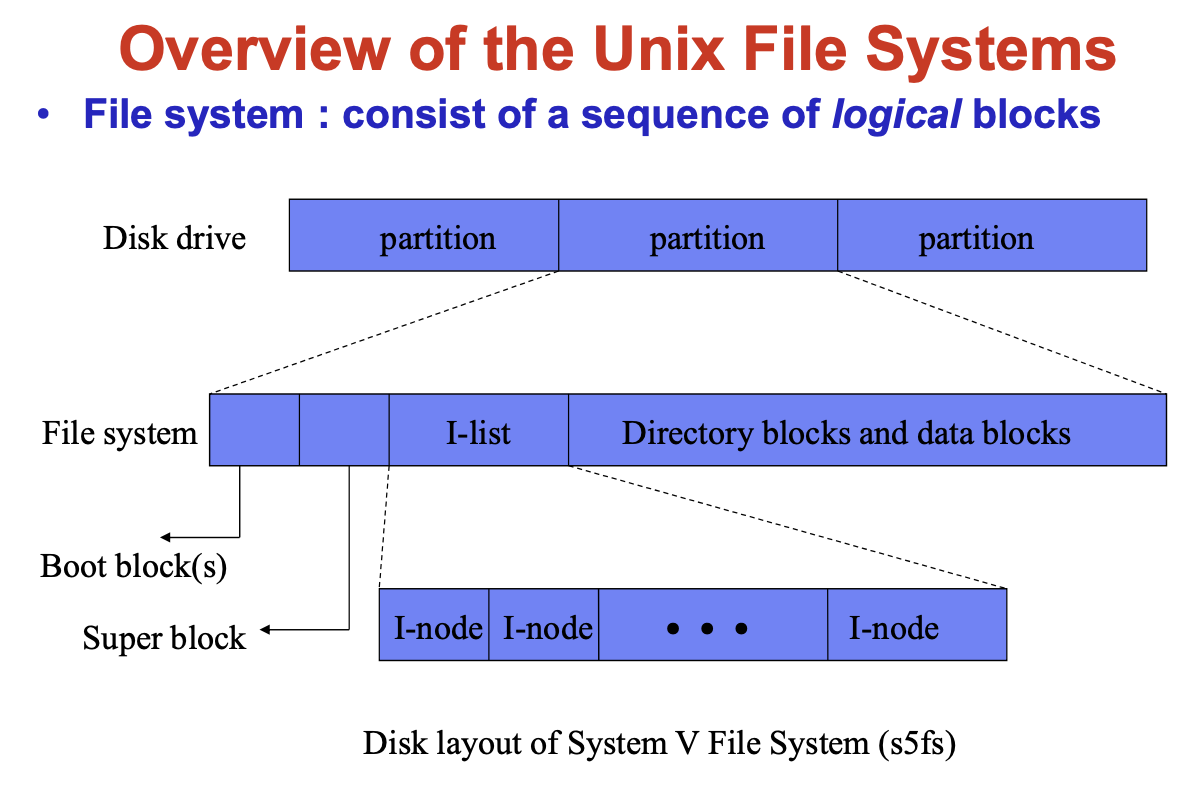 Overview of the Unix File Systems
• File system : consist of a sequence of logical blocks
Disk drive
partition
partition
partition
File system
I-list
Directory blocks and data blocks
Boot block(s)
Super block
I-node
I-node
• • •
I-node
Disk layout of System V File System (s5fs)